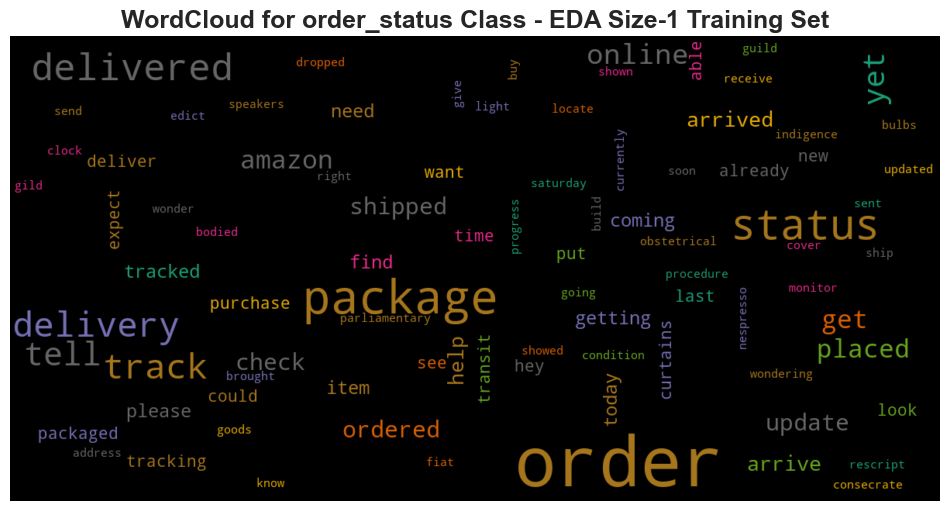 WordCloud for order_status Class - EDA Size-1 Training Set
delivered
dropped
online
shown
able
guild
receive
yet
buy
give
light
speakers
send
edict
need
locate
arrived
indigence
bulbs
clock
deliver
amazon
right
want
currently
soon
already
new
updated
gild
saturday
expect
wonder
shipped
build
coming
sent
status
bodied
time
progress
obstetrical
cover
ship
put
tracked
find
procedure
monitor
going
last
purchase
package
parliamentary
getting
nespresso
get
delivery
tell
track
check
brought
see
help
transit
showed
hey
condition
curtains
placed
wondering
could
item
today
please
look
update
packaged
goods
ordered
address
tracking
fiat
order
arrive
rescript
know
consecrate